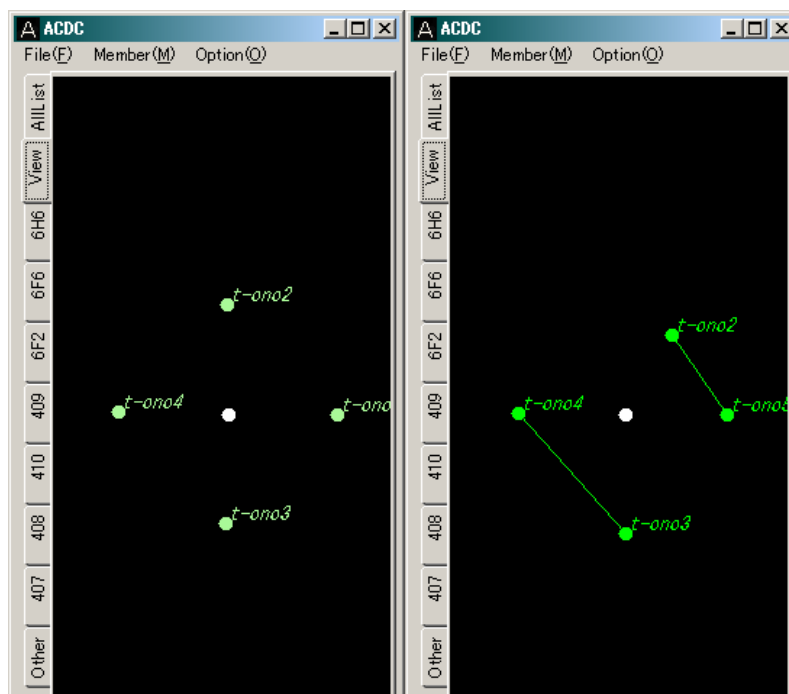 ACDC
File(F) Member(M) Option(O)
AllList
View
6H6
6F6
6F2
409
410
408
407
Other
t-ono2
t-ono4
t-ono
t-ono3
ACDC
File(F) Member(M) Option(O)
AllList
View
6H6
6F6
6F2
409
410
408
407
Other
t-ono2
t-ono4
t-ono5
t-ono3